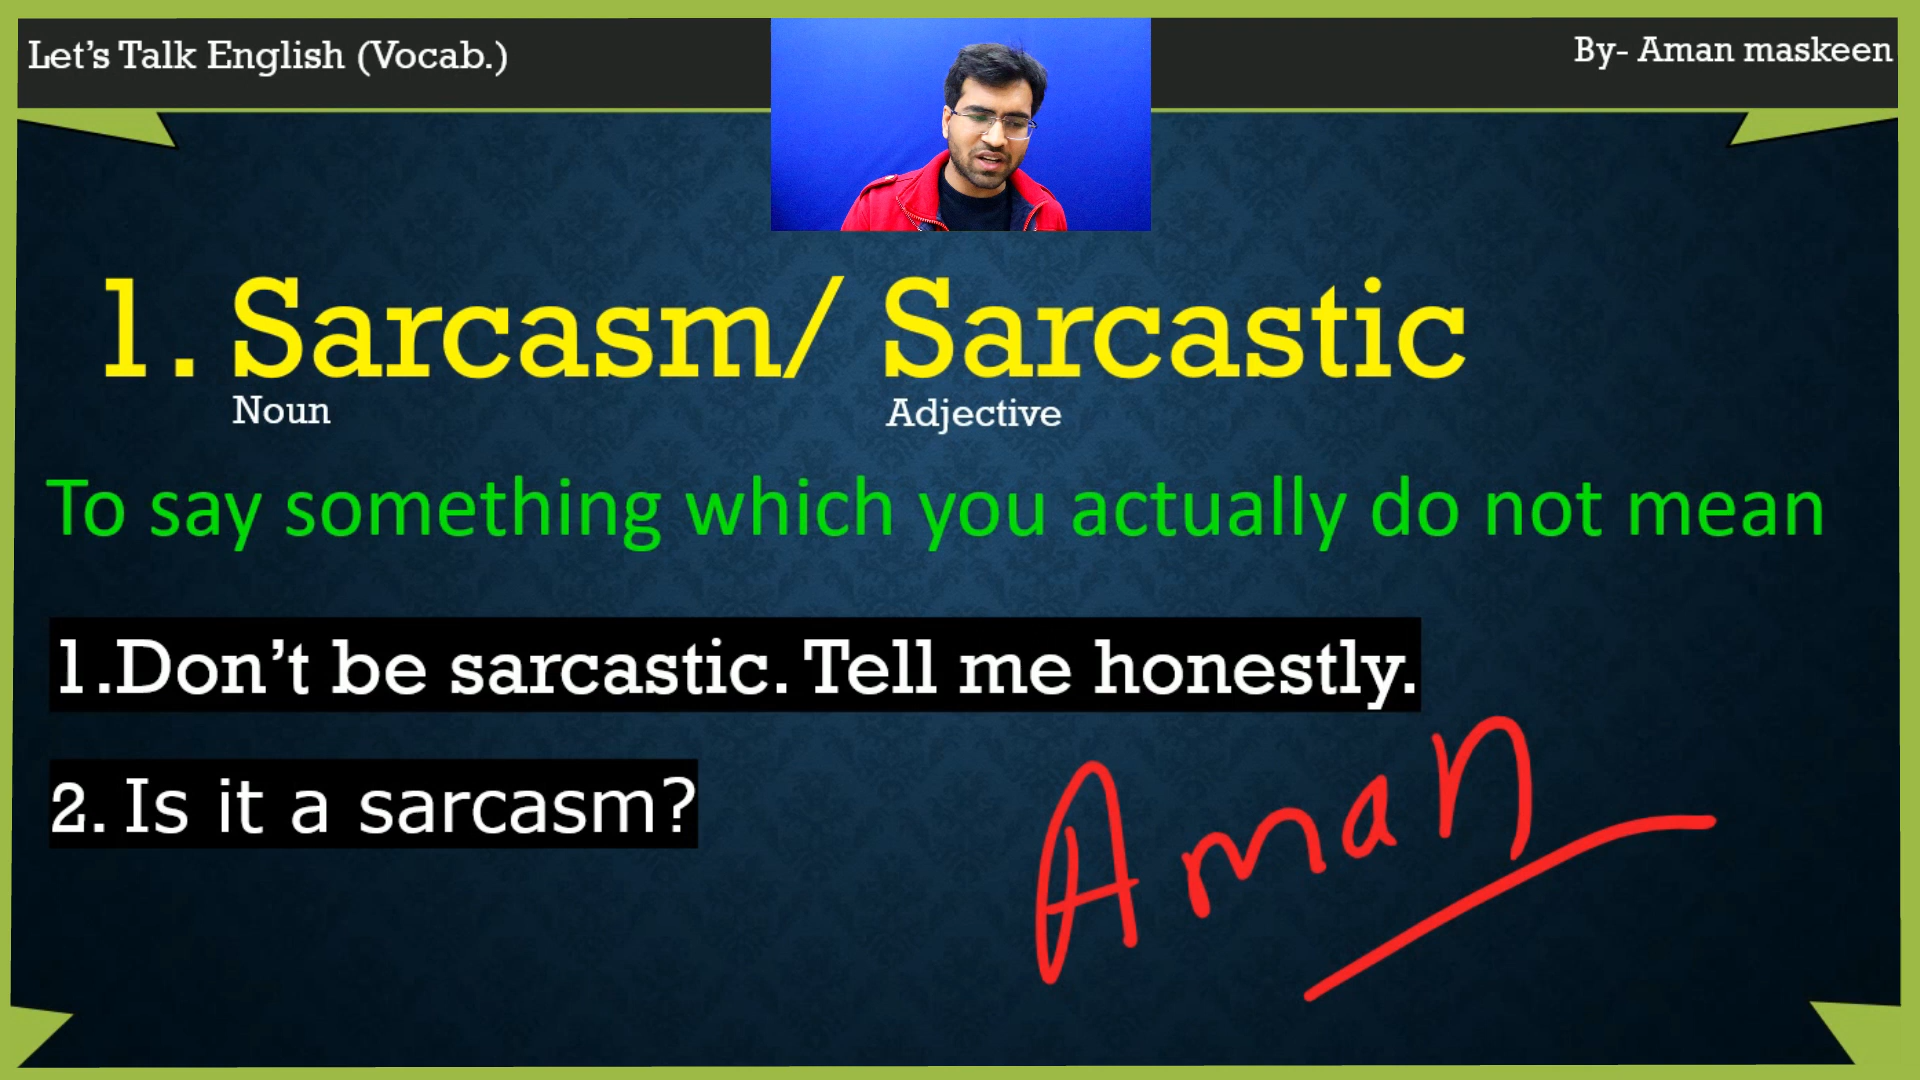 Let's Talk English (Vocab.)
By- Aman maskeen
1. Sarcasm/ Sarcastic
Noun
Adjective
To say something which you actually do not mean
1.Don't be sarcastic. Tell me honestly.
2. Is it a sarcasm?
Aman